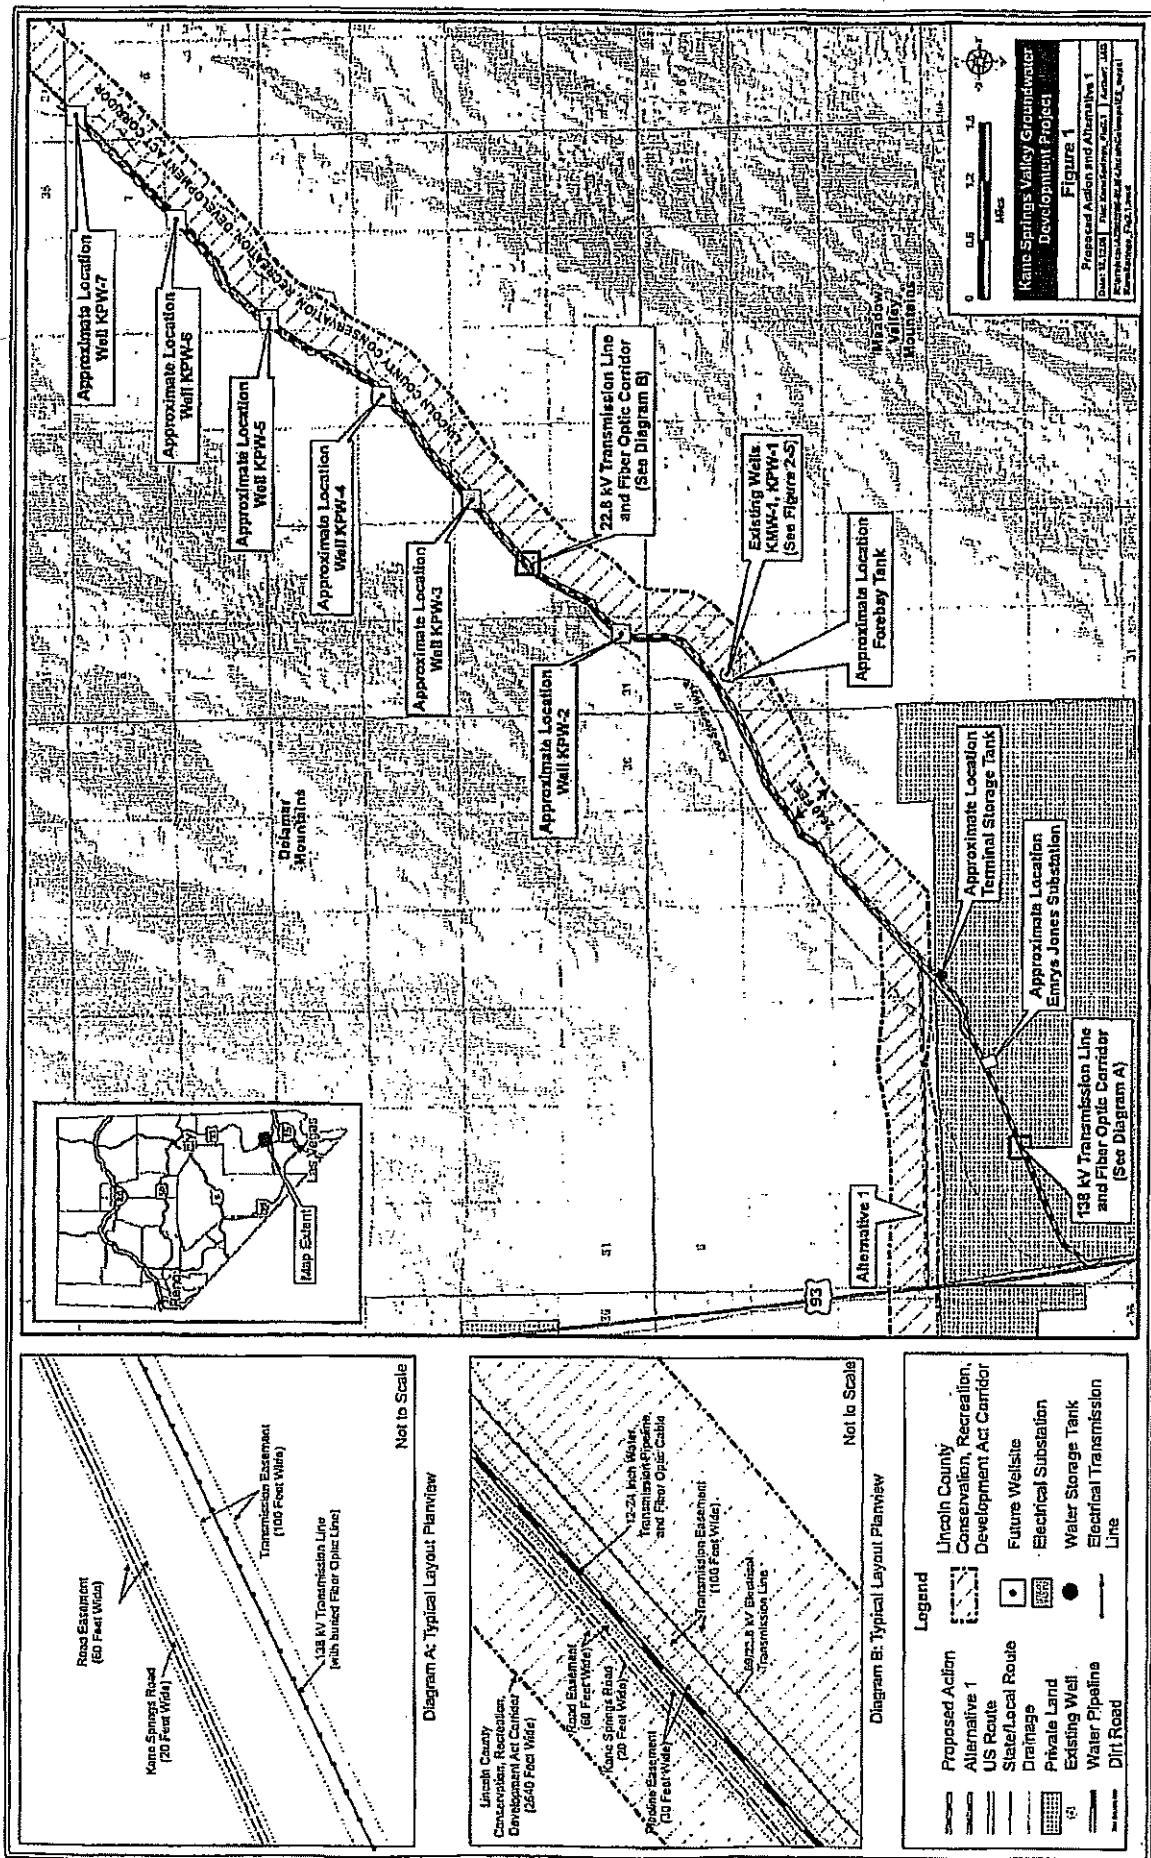 Road Easement
(60 Feet Wide)
Kane Springs Road
(20 Feet Wide)
Transmission Easement
(100 Feet Wide)
138 kV Transmission Line
(with buried Fiber Optic Line)
Not to Scale
Diagram A: Typical Layout Planview
Lincoln County
Conservation, Recreation,
Development Act Corridor
(2640 Feet Wide)
Road Easement
(60 Feet Wide)
Kane Springs Road
(20 Feet Wide)
Pipeline Easement
(30 Feet Wide)
12-24 Inch Water
Transmission Pipeline,
and Fiber Optic Cable
Transmission Easement
(100 Feet Wide)
69/22.8 kV Electrical
Transmission Line
Not to Scale
Diagram B: Typical Layout Planview
Legend
Proposed Action
Alternative 1
US Route
State/Local Route
Drainage
Private Land
Existing Well
Water Pipeline
Dirt Road
Lincoln County
Conservation, Recreation,
Development Act Corridor
Future Wellsite
Electrical Substation
Water Storage Tank
Electrical Transmission
Line
Reno
Las Vegas
Map Extent
Delamar
Mountains
Meadow
Valley
Mountains
LINCOLN COUNTY CONSERVATION RECREATION DEVELOPMENT ACT CORRIDOR
Approximate Location
Well KPW-7
Approximate Location
Well KPW-6
Approximate Location
Well KPW-5
Approximate Location
Well KPW-4
Approximate Location
Well KPW-3
22.8 kV Transmission Line
and Fiber Optic Corridor
(See Diagram B)
Approximate Location
Well KPW-2
Existing Wells
KMW-1, KPW-1
(See Figure 2-5)
Approximate Location
Forebay Tank
2640 FEET
Approximate Location
Terminal Storage Tank
Approximate Location
Emrys Jones Substation
138 kV Transmission Line
and Fiber Optic Corridor
(See Diagram A)
Alternative 1
93
0 0.6 1.2 1.8
Miles
Kane Springs Valley Groundwater
Development Project
Figure 1
Proposed Action and Alternative 1